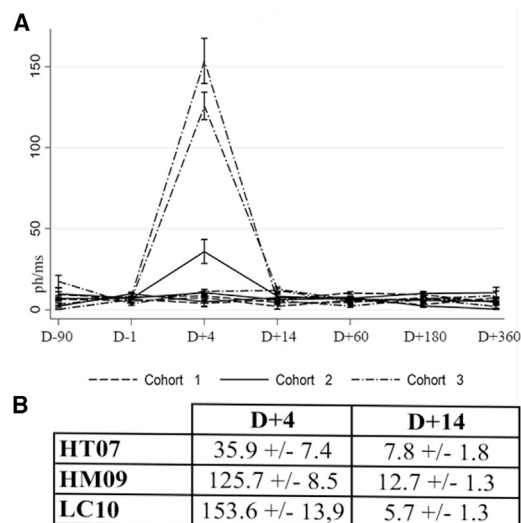 A
150
100
50
0
ph/ms
D-90 D-1 D+4 D+14 D+60 D+180 D+360
Cohort 1 Cohort 2 Cohort 3
B
D+4 D+14
HT07 35.9 +/- 7.4 7.8 +/- 1.8
HM09 125.7 +/- 8.5 12.7 +/- 1.3
LC10 153.6 +/- 13,9 5.7 +/- 1.3